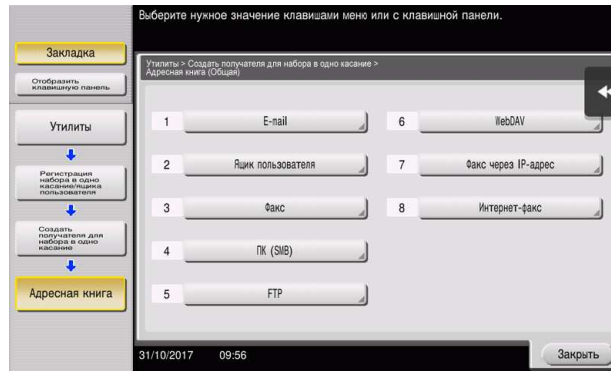 Выберите нужное значение клавишами меню или с клавишной панели.
Закладка
Отобразить
клавишную панель
Утилиты > Создать получателя для набора в одно касание >
Адресная книга (Общая)
Утилиты
Регистрация
набора в одно
касание/ящика
пользователя
Создать
получателя для
набора в одно
касание
Адресная книга
1 E-mail
2 Ящик пользователя
3 Факс
4 ПК (SMB)
5 FTP
6 WebDAV
7 Факс через IP-адрес
8 Интернет-факс
31/10/2017 09:56
Закрыть